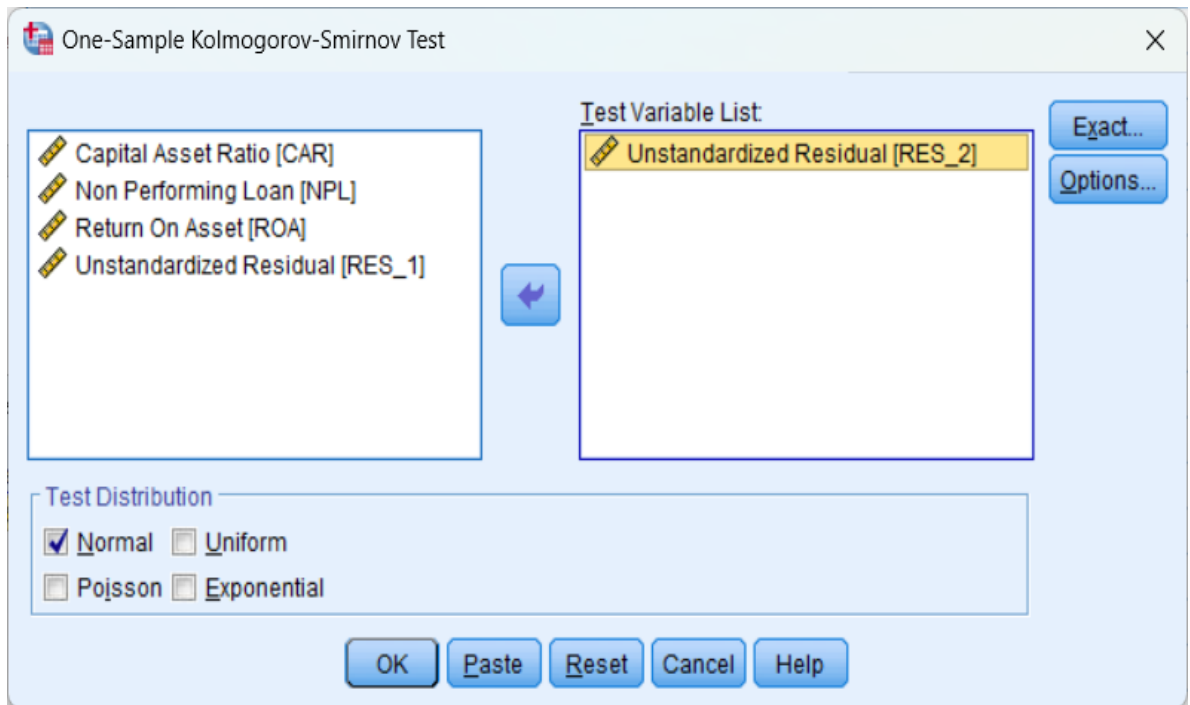 One-Sample Kolmogorov-Smirnov Test
Test Variable List:
Capital Asset Ratio [CAR]
Non Performing Loan [NPL]
Return On Asset [ROA]
Unstandardized Residual [RES_1]
Unstandardized Residual [RES_2]
Exact...
Options...
Test Distribution
Normal Uniform
Poisson Exponential
OK Paste Reset Cancel Help